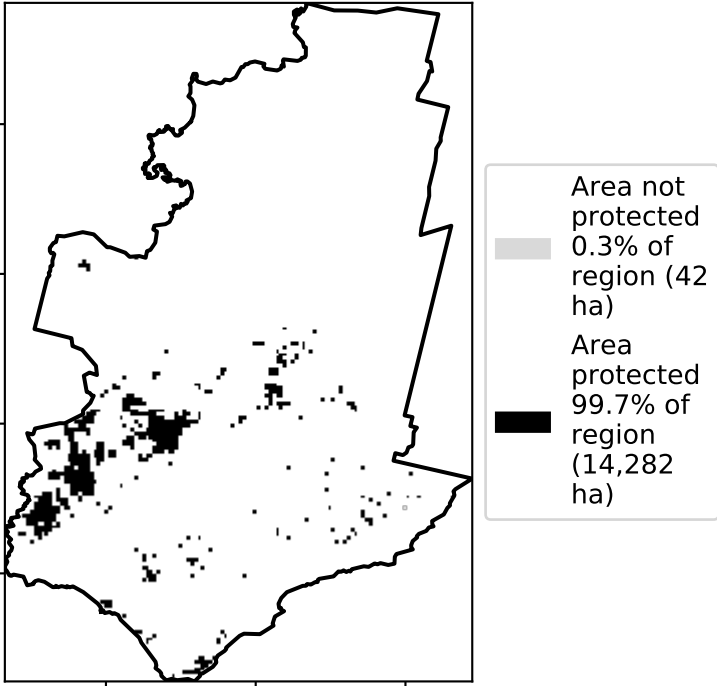 Area not
protected
0.3% of
region (42
ha)
Area
protected
99.7% of
region
(14,282
ha)